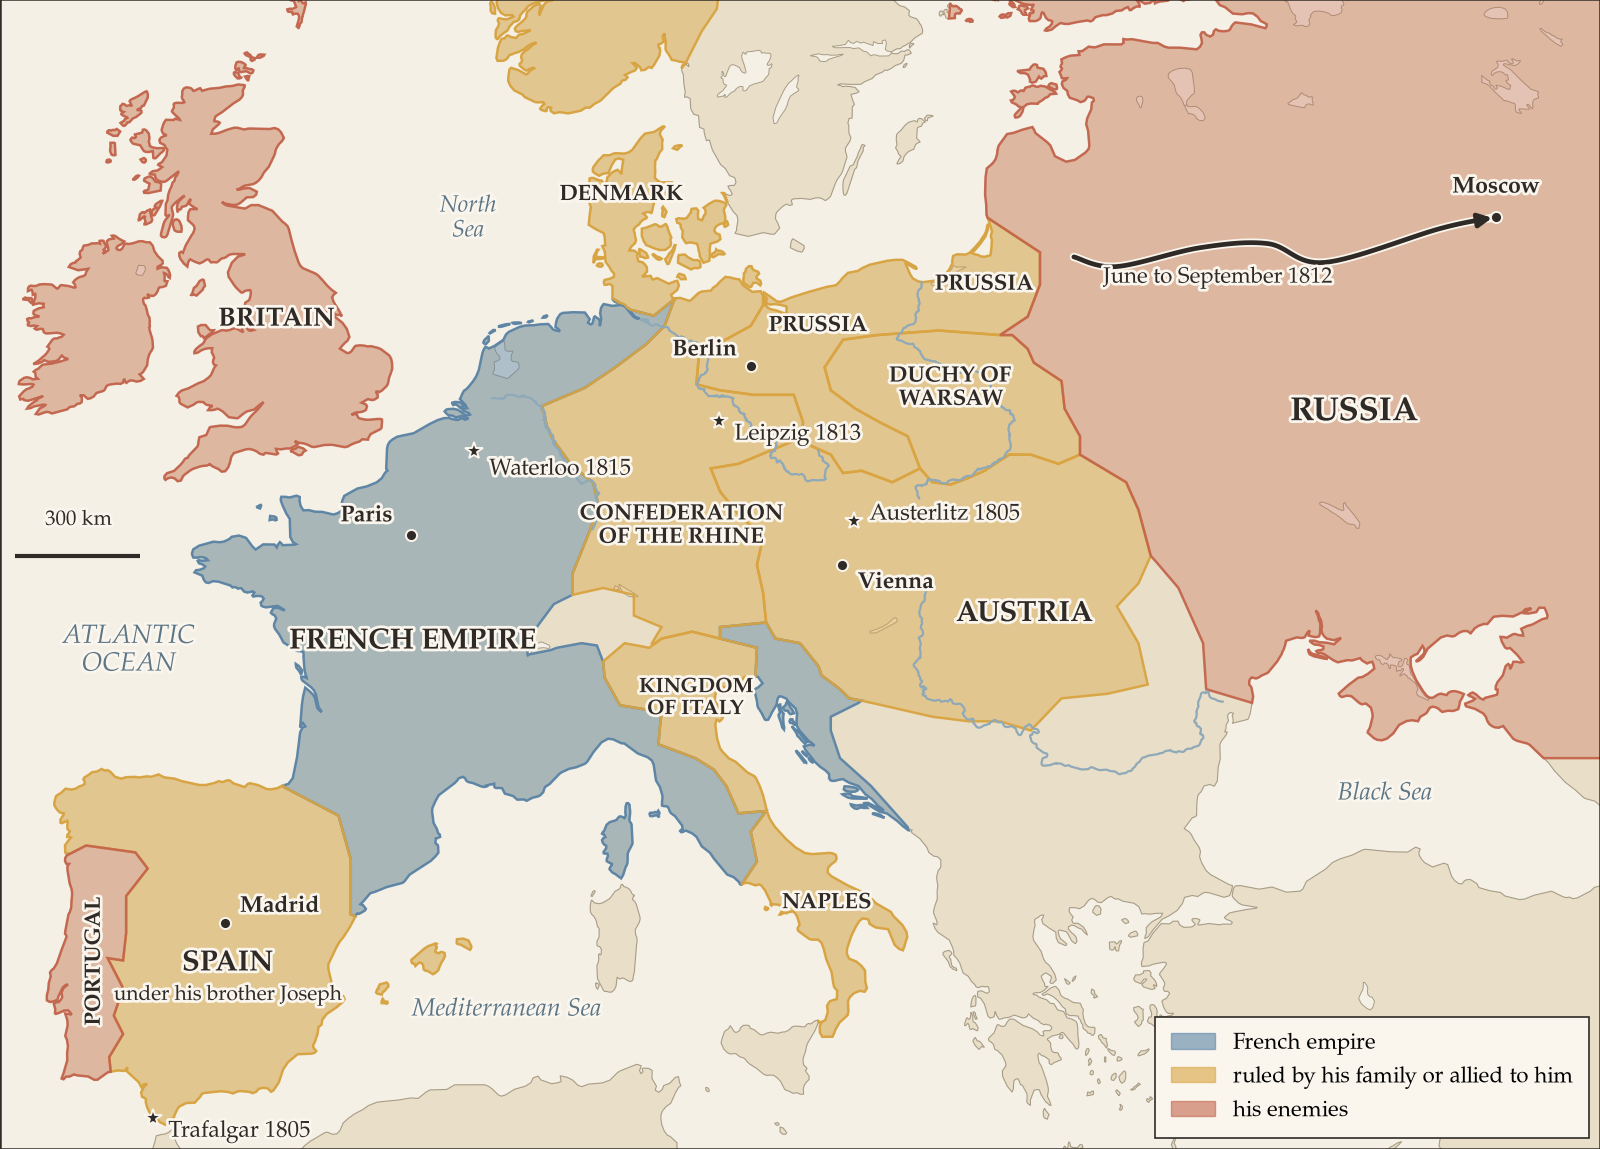 Moscow
DENMARK
North
Sea
June to September 1812
PRUSSIA
BRITAIN
PRUSSIA
Berlin
DUCHY OF
WARSAW
RUSSIA
Leipzig 1813
Waterloo 1815
Paris
300 km
CONFEDERATION
OF THE RHINE
Austerlitz 1805
Vienna
AUSTRIA
ATLANTIC
OCEAN
FRENCH EMPIRE
KINGDOM
OF ITALY
Black Sea
NAPLES
Madrid
PORTUGAL
SPAIN
under his brother Joseph
Mediterranean Sea
Trafalgar 1805
French empire
ruled by his family or allied to him
his enemies